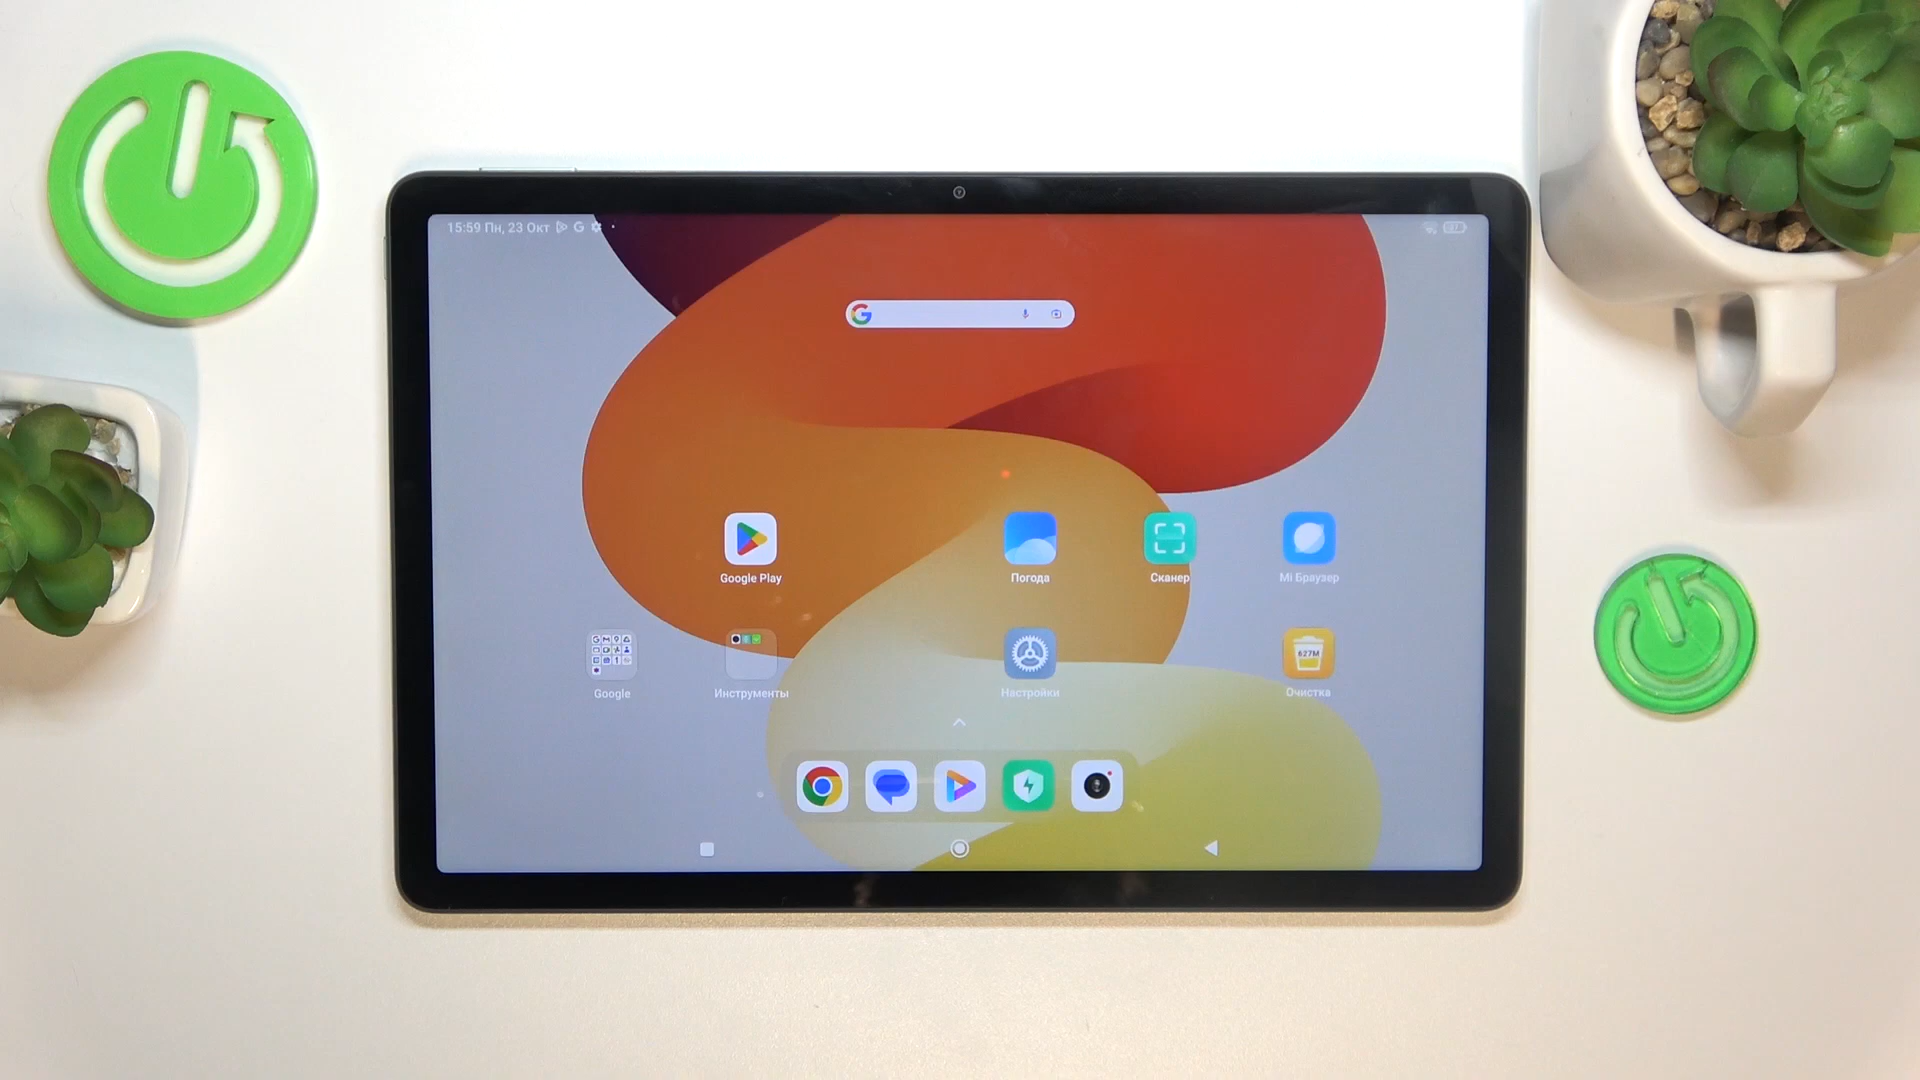 15:59 Пн, 23 Окт
Google Play
Погода
Сканер
Mi Браузер
627M
Google
Инструменты
Настройки
Очистка